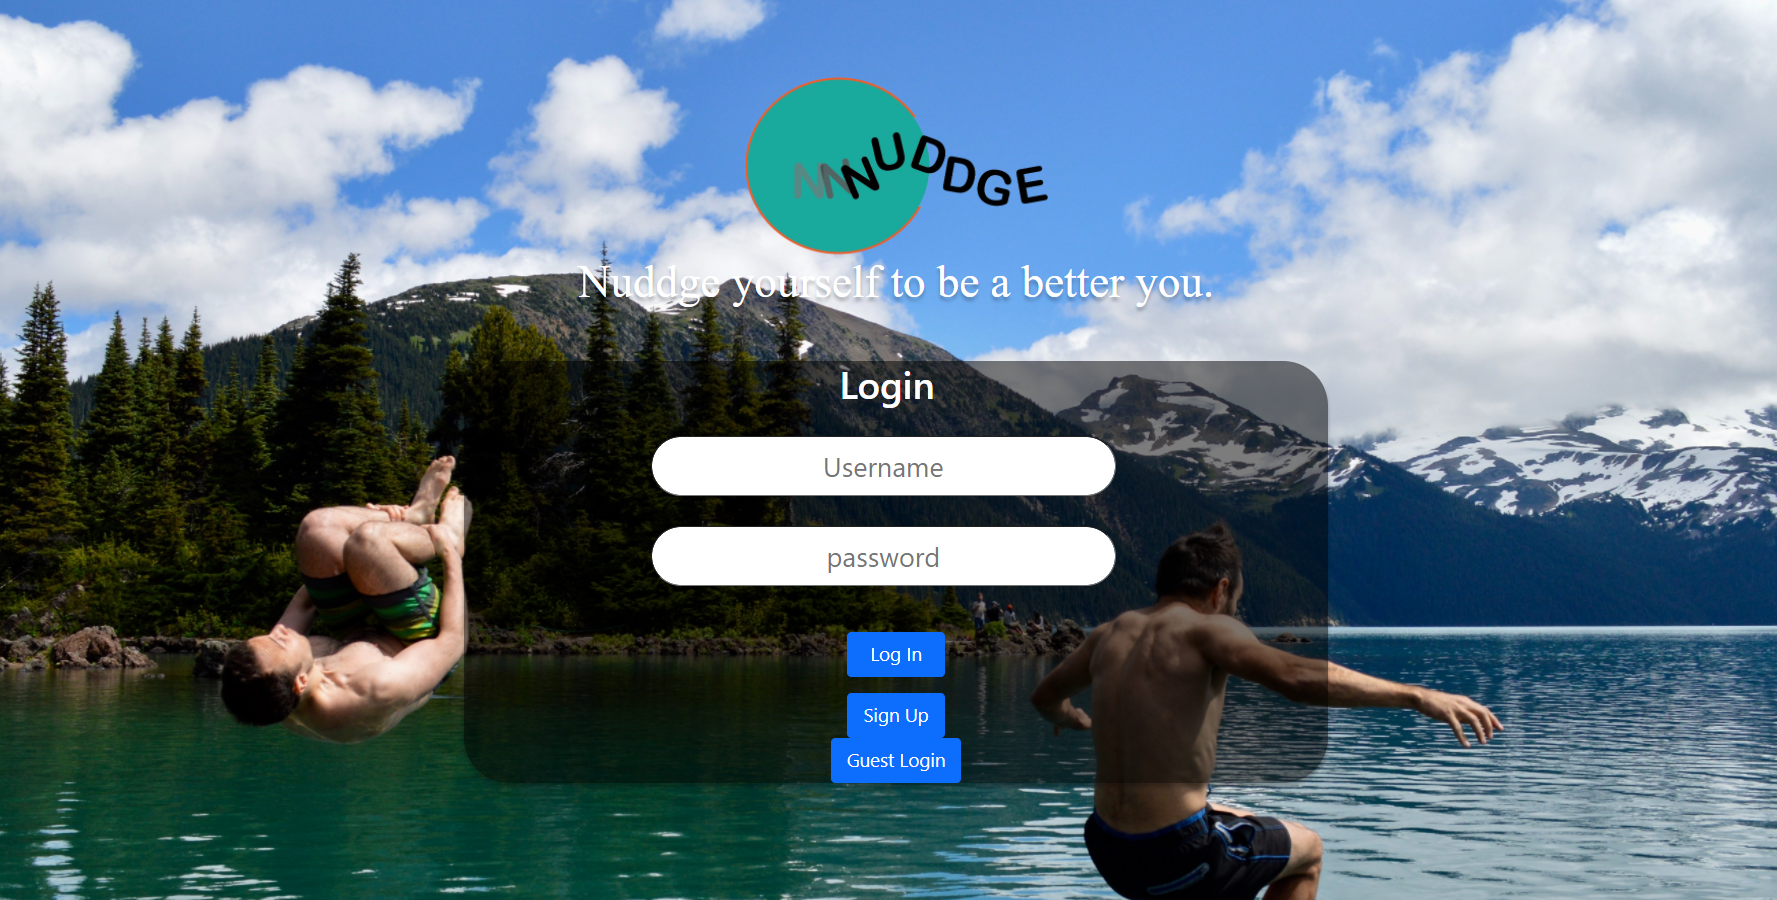 NNNUDDGE
Nuddge yourself to be a better you.
Login
Username
password
Log In
Sign Up
Guest Login